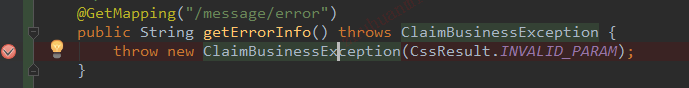 @GetMapping("/message/error")
public String getErrorInfo() throws ClaimBusinessException {
throw new ClaimBusinessException(CssResult.INVALID_PARAM);
}